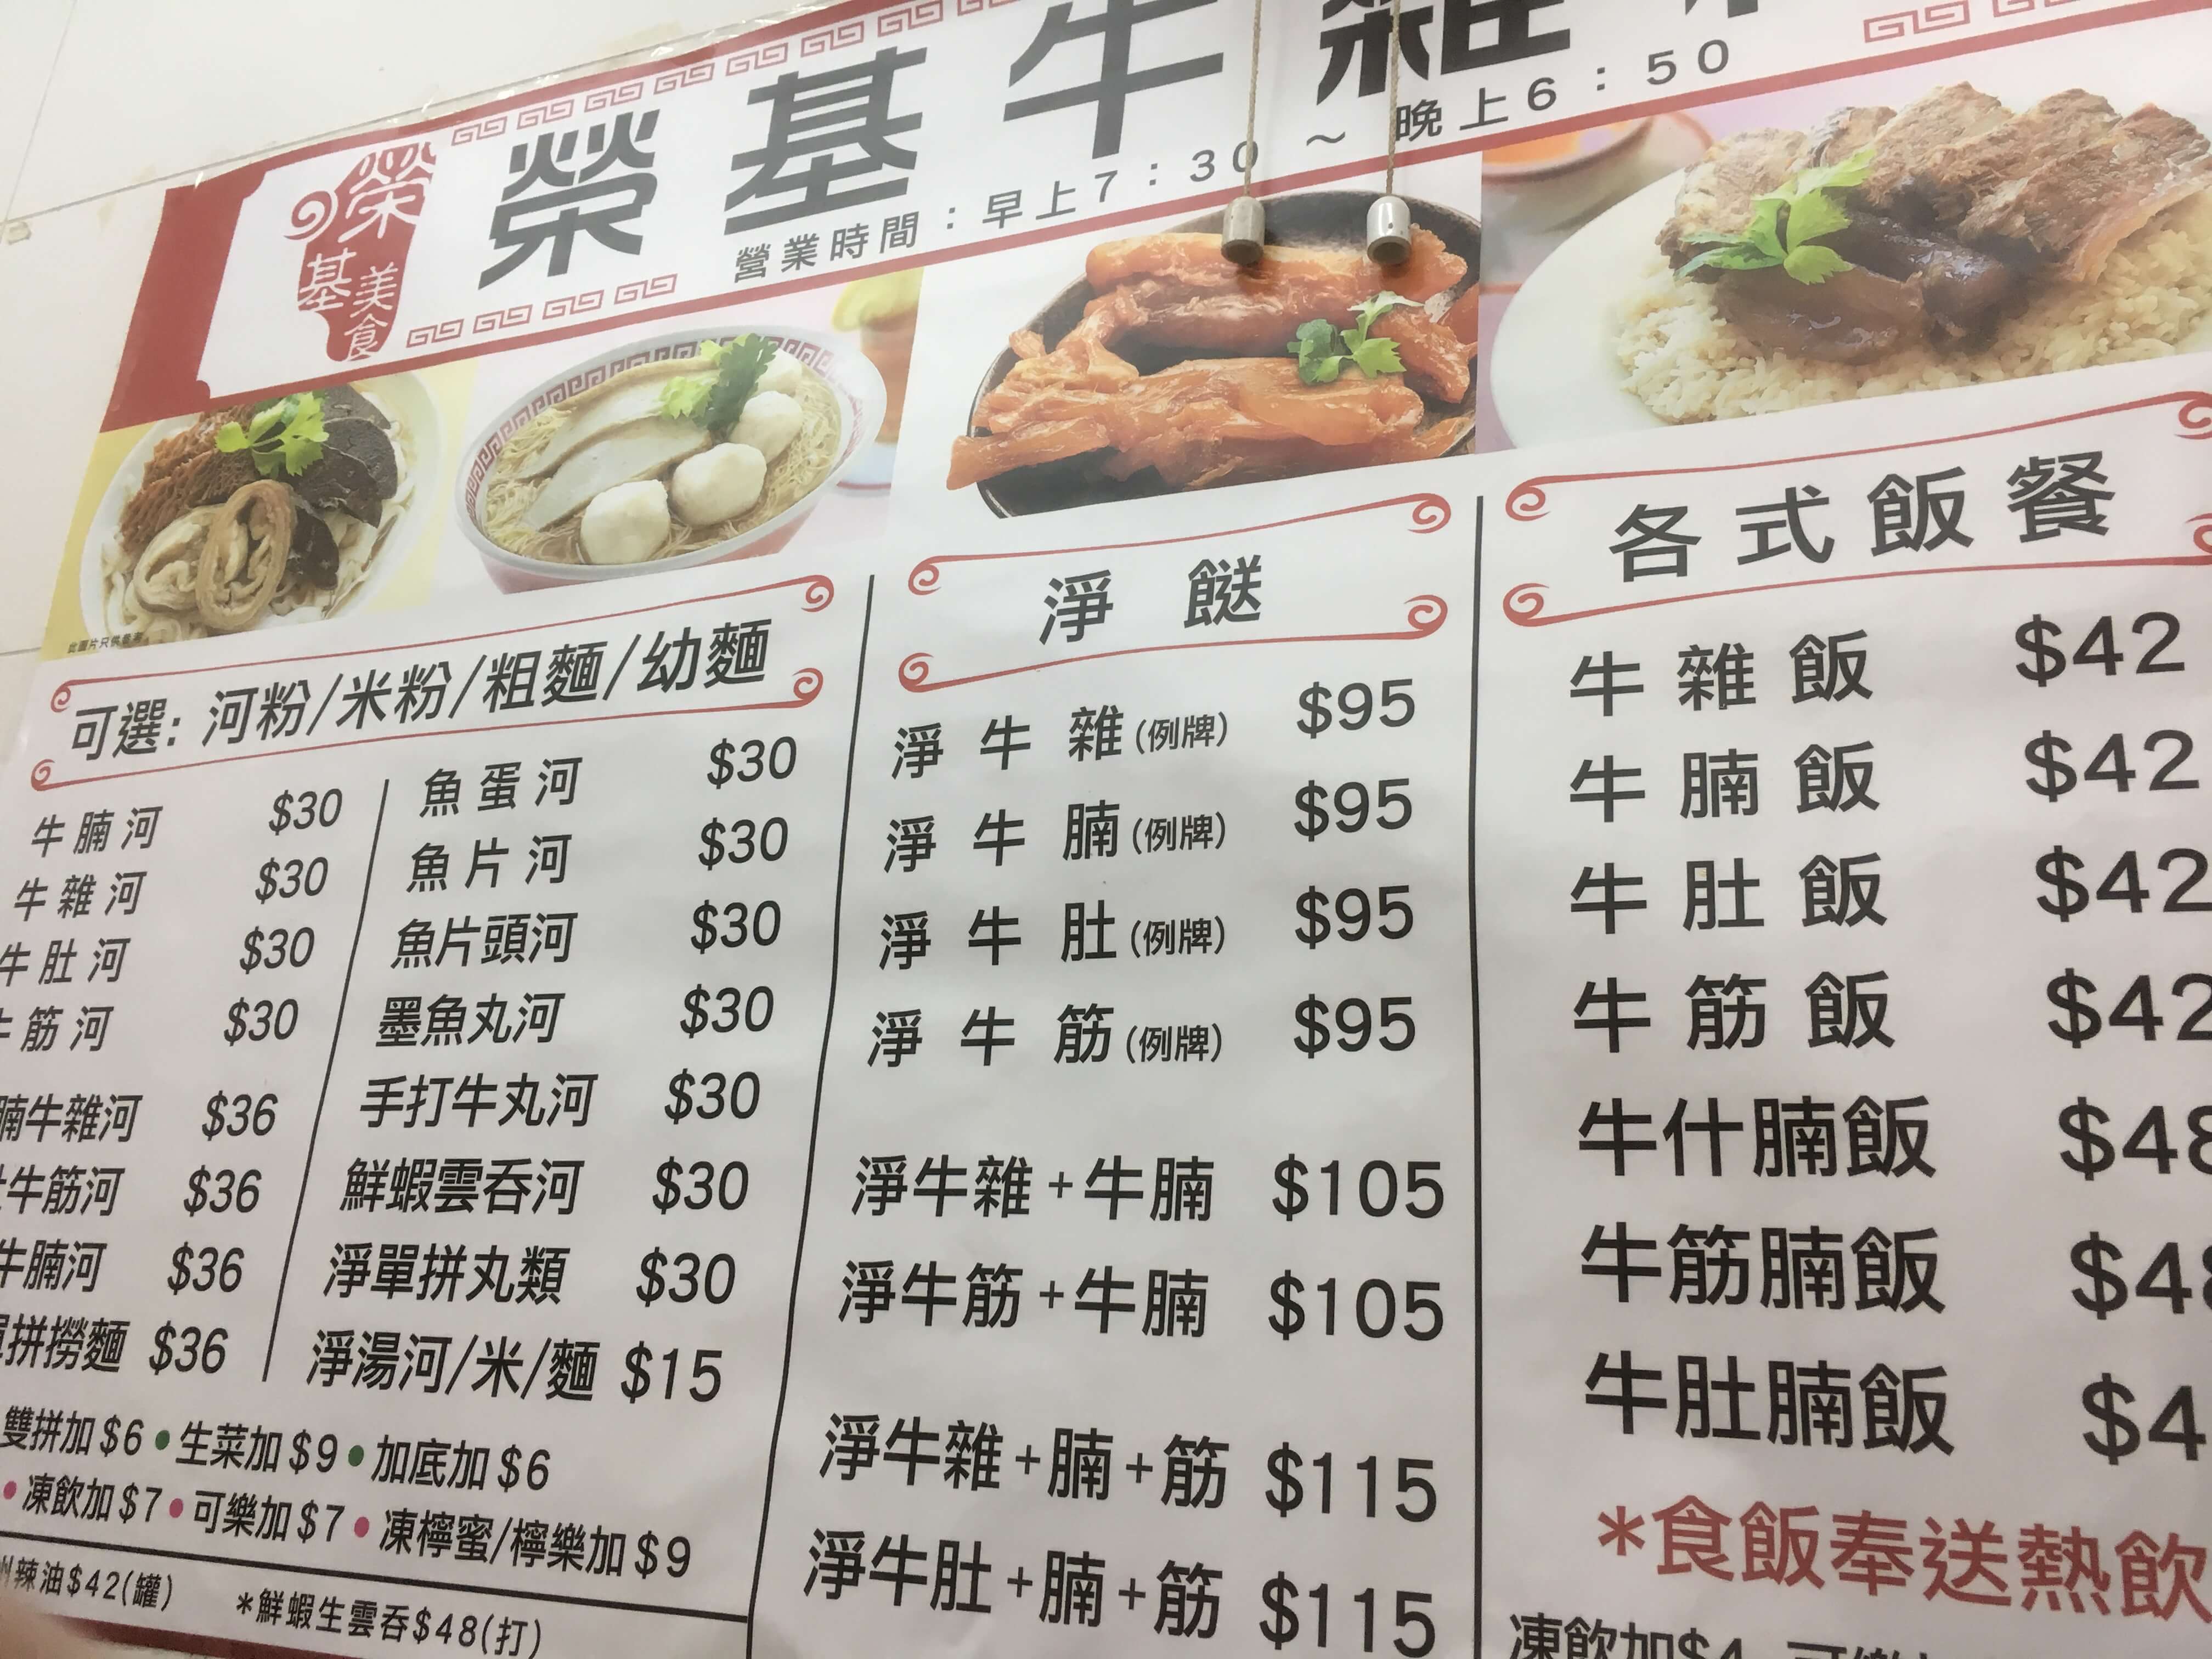 榮基牛雜
榮基美食
營業時間：早上7：30 ～ 晚上6：50
此圖片只供參考
可選: 河粉/米粉/粗麵/幼麵
牛腩河 $30
牛雜河 $30
牛肚河 $30
筋河 $30
腩牛雜河 $36
牛筋河 $36
牛腩河 $36
拼撈麵 $36
魚蛋河 $30
魚片河 $30
魚片頭河 $30
墨魚丸河 $30
手打牛丸河 $30
鮮蝦雲吞河 $30
淨單拼丸類 $30
淨湯河/米/麵 $15
雙拼加$6 • 生菜加$9 • 加底加$6
• 凍飲加$7 • 可樂加$7 • 凍檸蜜/檸樂加$9
辣油$42(罐) *鮮蝦生雲吞$48(打)
淨餸
淨牛雜(例牌) $95
淨牛腩(例牌) $95
淨牛肚(例牌) $95
淨牛筋(例牌) $95
淨牛雜+牛腩 $105
淨牛筋+牛腩 $105
淨牛雜+腩+筋 $115
淨牛肚+腩+筋 $115
各式飯餐
牛雜飯 $42
牛腩飯 $42
牛肚飯 $42
牛筋飯 $42
牛什腩飯 $48
牛筋腩飯 $48
牛肚腩飯 $4
*食飯奉送熱飲
凍飲加$4 可樂